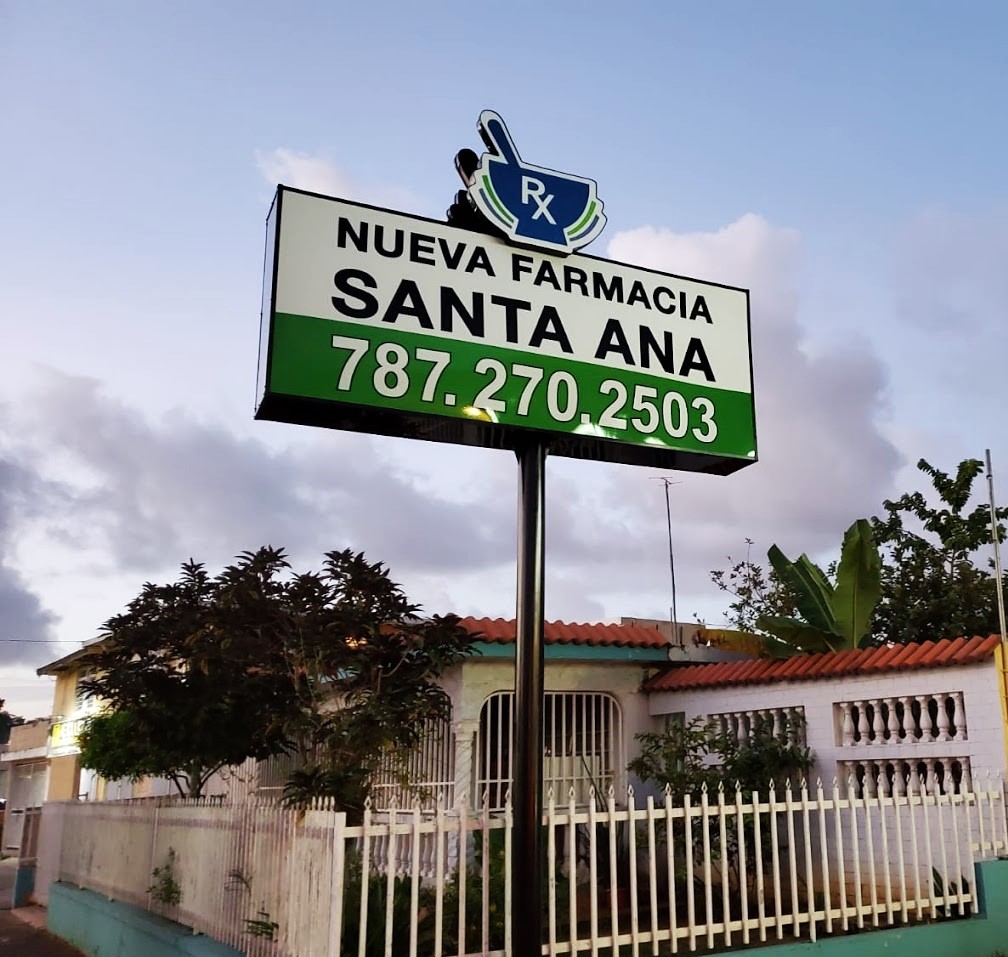 RX
NUEVA FARMACIA
SANTA ANA
787.270.2503